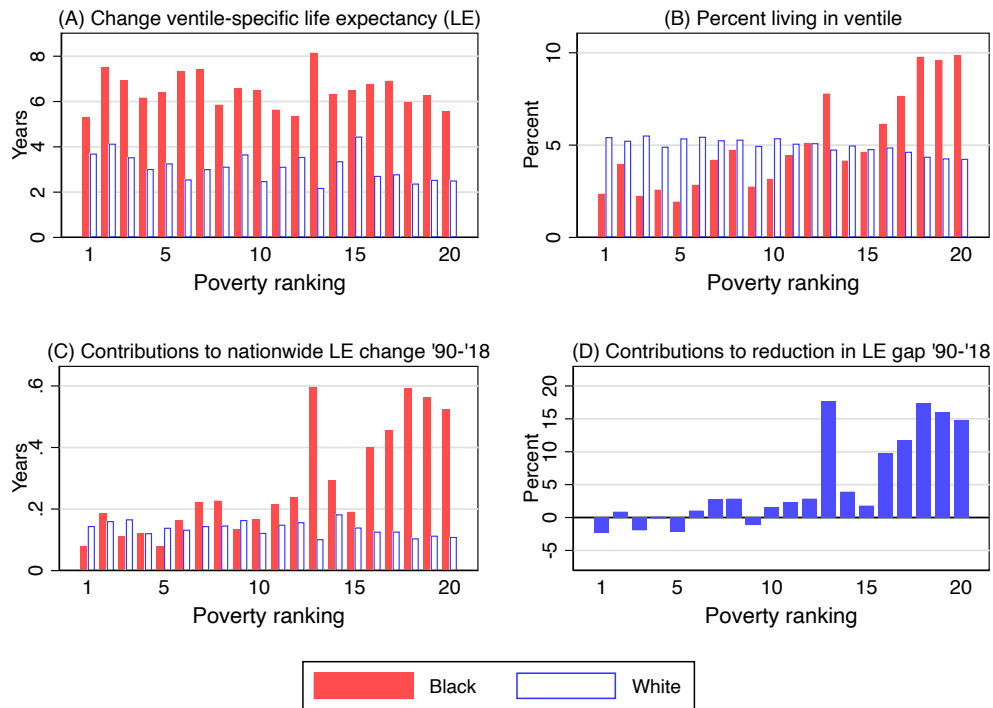 (A) Change ventile-specific life expectancy (LE)
Years
0 2 4 6 8
1 5 10 15 20
Poverty ranking
(B) Percent living in ventile
Percent
0 5 10
1 5 10 15 20
Poverty ranking
(C) Contributions to nationwide LE change '90-'18
Years
0 .2 .4 .6
1 5 10 15 20
Poverty ranking
(D) Contributions to reduction in LE gap '90-'18
Percent
-5 0 5 10 15 20
1 5 10 15 20
Poverty ranking
Black White